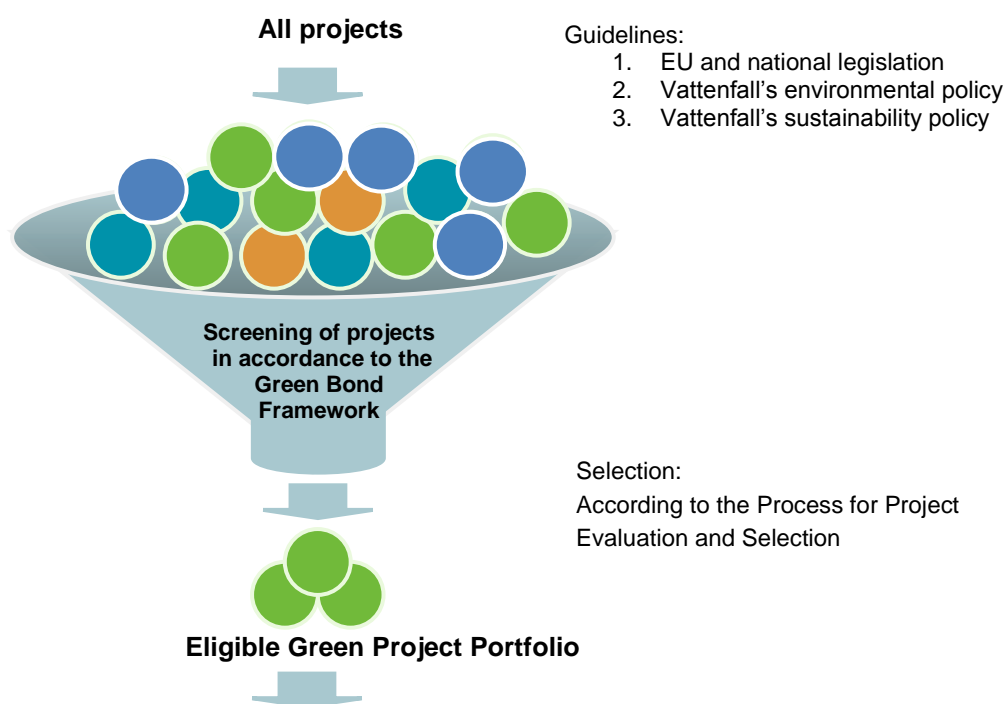 All projects
Guidelines:
1. EU and national legislation
2. Vattenfall's environmental policy
3. Vattenfall's sustainability policy
Screening of projects
in accordance to the
Green Bond
Framework
Selection:
According to the Process for Project
Evaluation and Selection
Eligible Green Project Portfolio